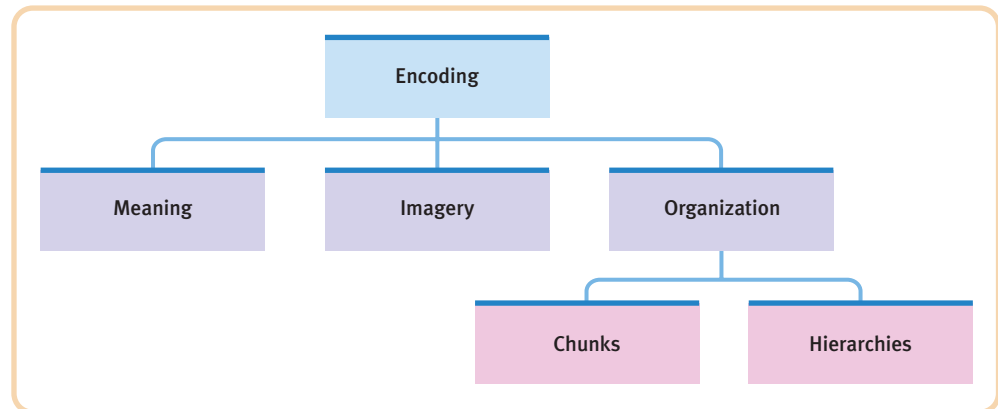 Encoding
Meaning
Imagery
Organization
Chunks
Hierarchies